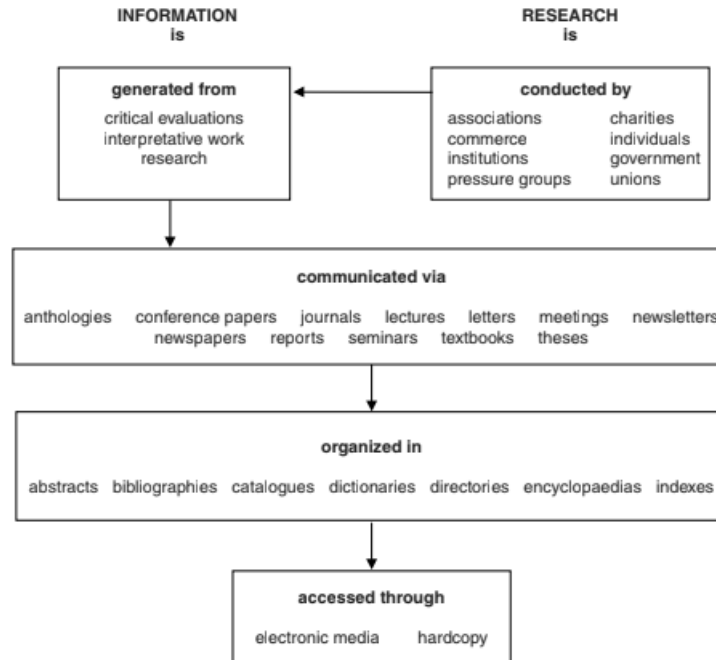 INFORMATION
is
RESEARCH
is
generated from
critical evaluations
interpretative work
research
conducted by
associations charities
commerce individuals
institutions government
pressure groups unions
communicated via
anthologies conference papers journals lectures letters meetings newsletters
newspapers reports seminars textbooks theses
organized in
abstracts bibliographies catalogues dictionaries directories encyclopaedias indexes
accessed through
electronic media hardcopy